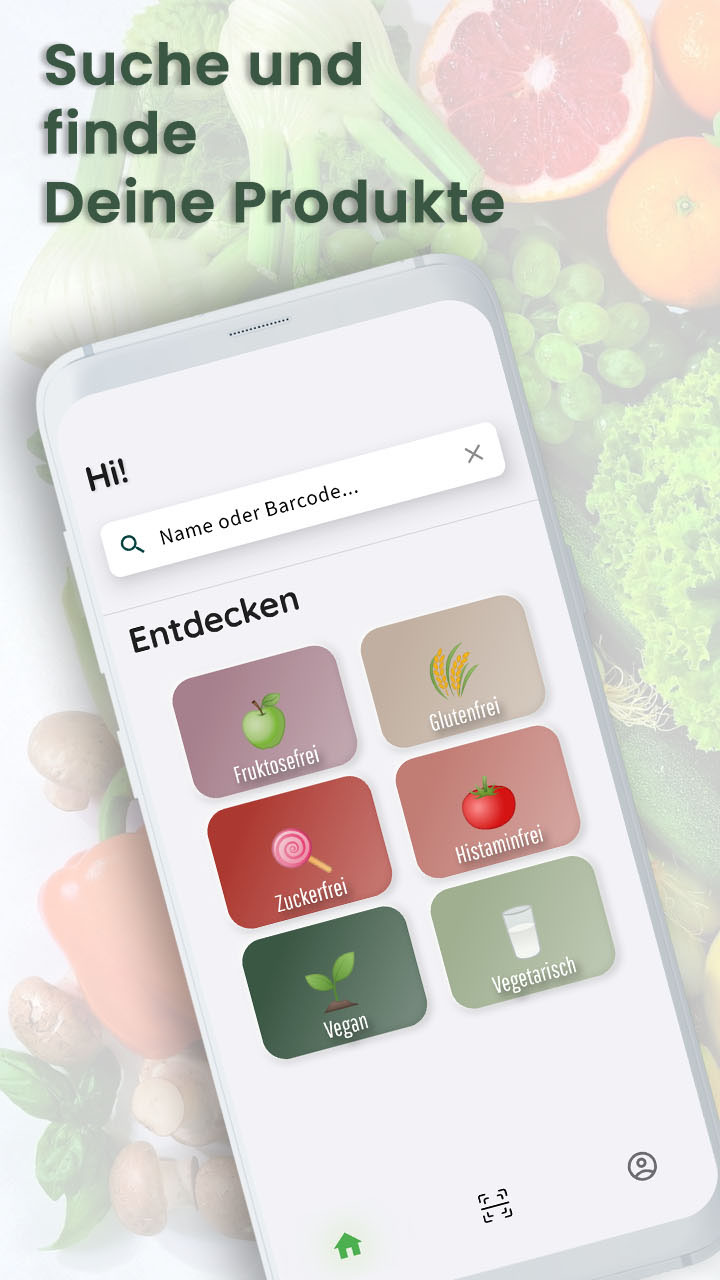 Suche und
finde
Deine Produkte
Hi!
Name oder Barcode...
Entdecken
Fruktosefrei
Glutenfrei
Zuckerfrei
Histaminfrei
Vegan
Vegetarisch